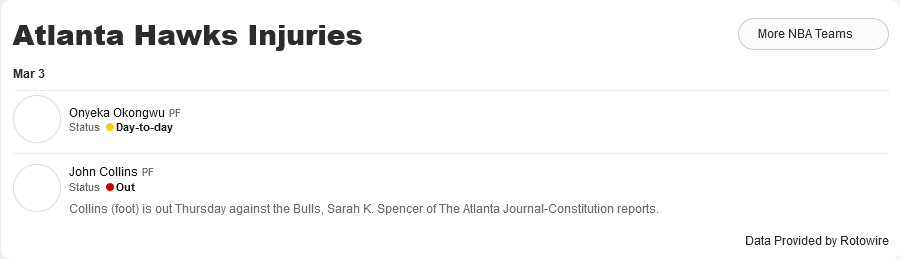 Atlanta Hawks Injuries
More NBA Teams
Mar 3
Onyeka Okongwu PF
Status Day-to-day
John Collins PF
Status Out
Collins (foot) is out Thursday against the Bulls, Sarah K. Spencer of The Atlanta Journal-Constitution reports.
Data Provided by Rotowire